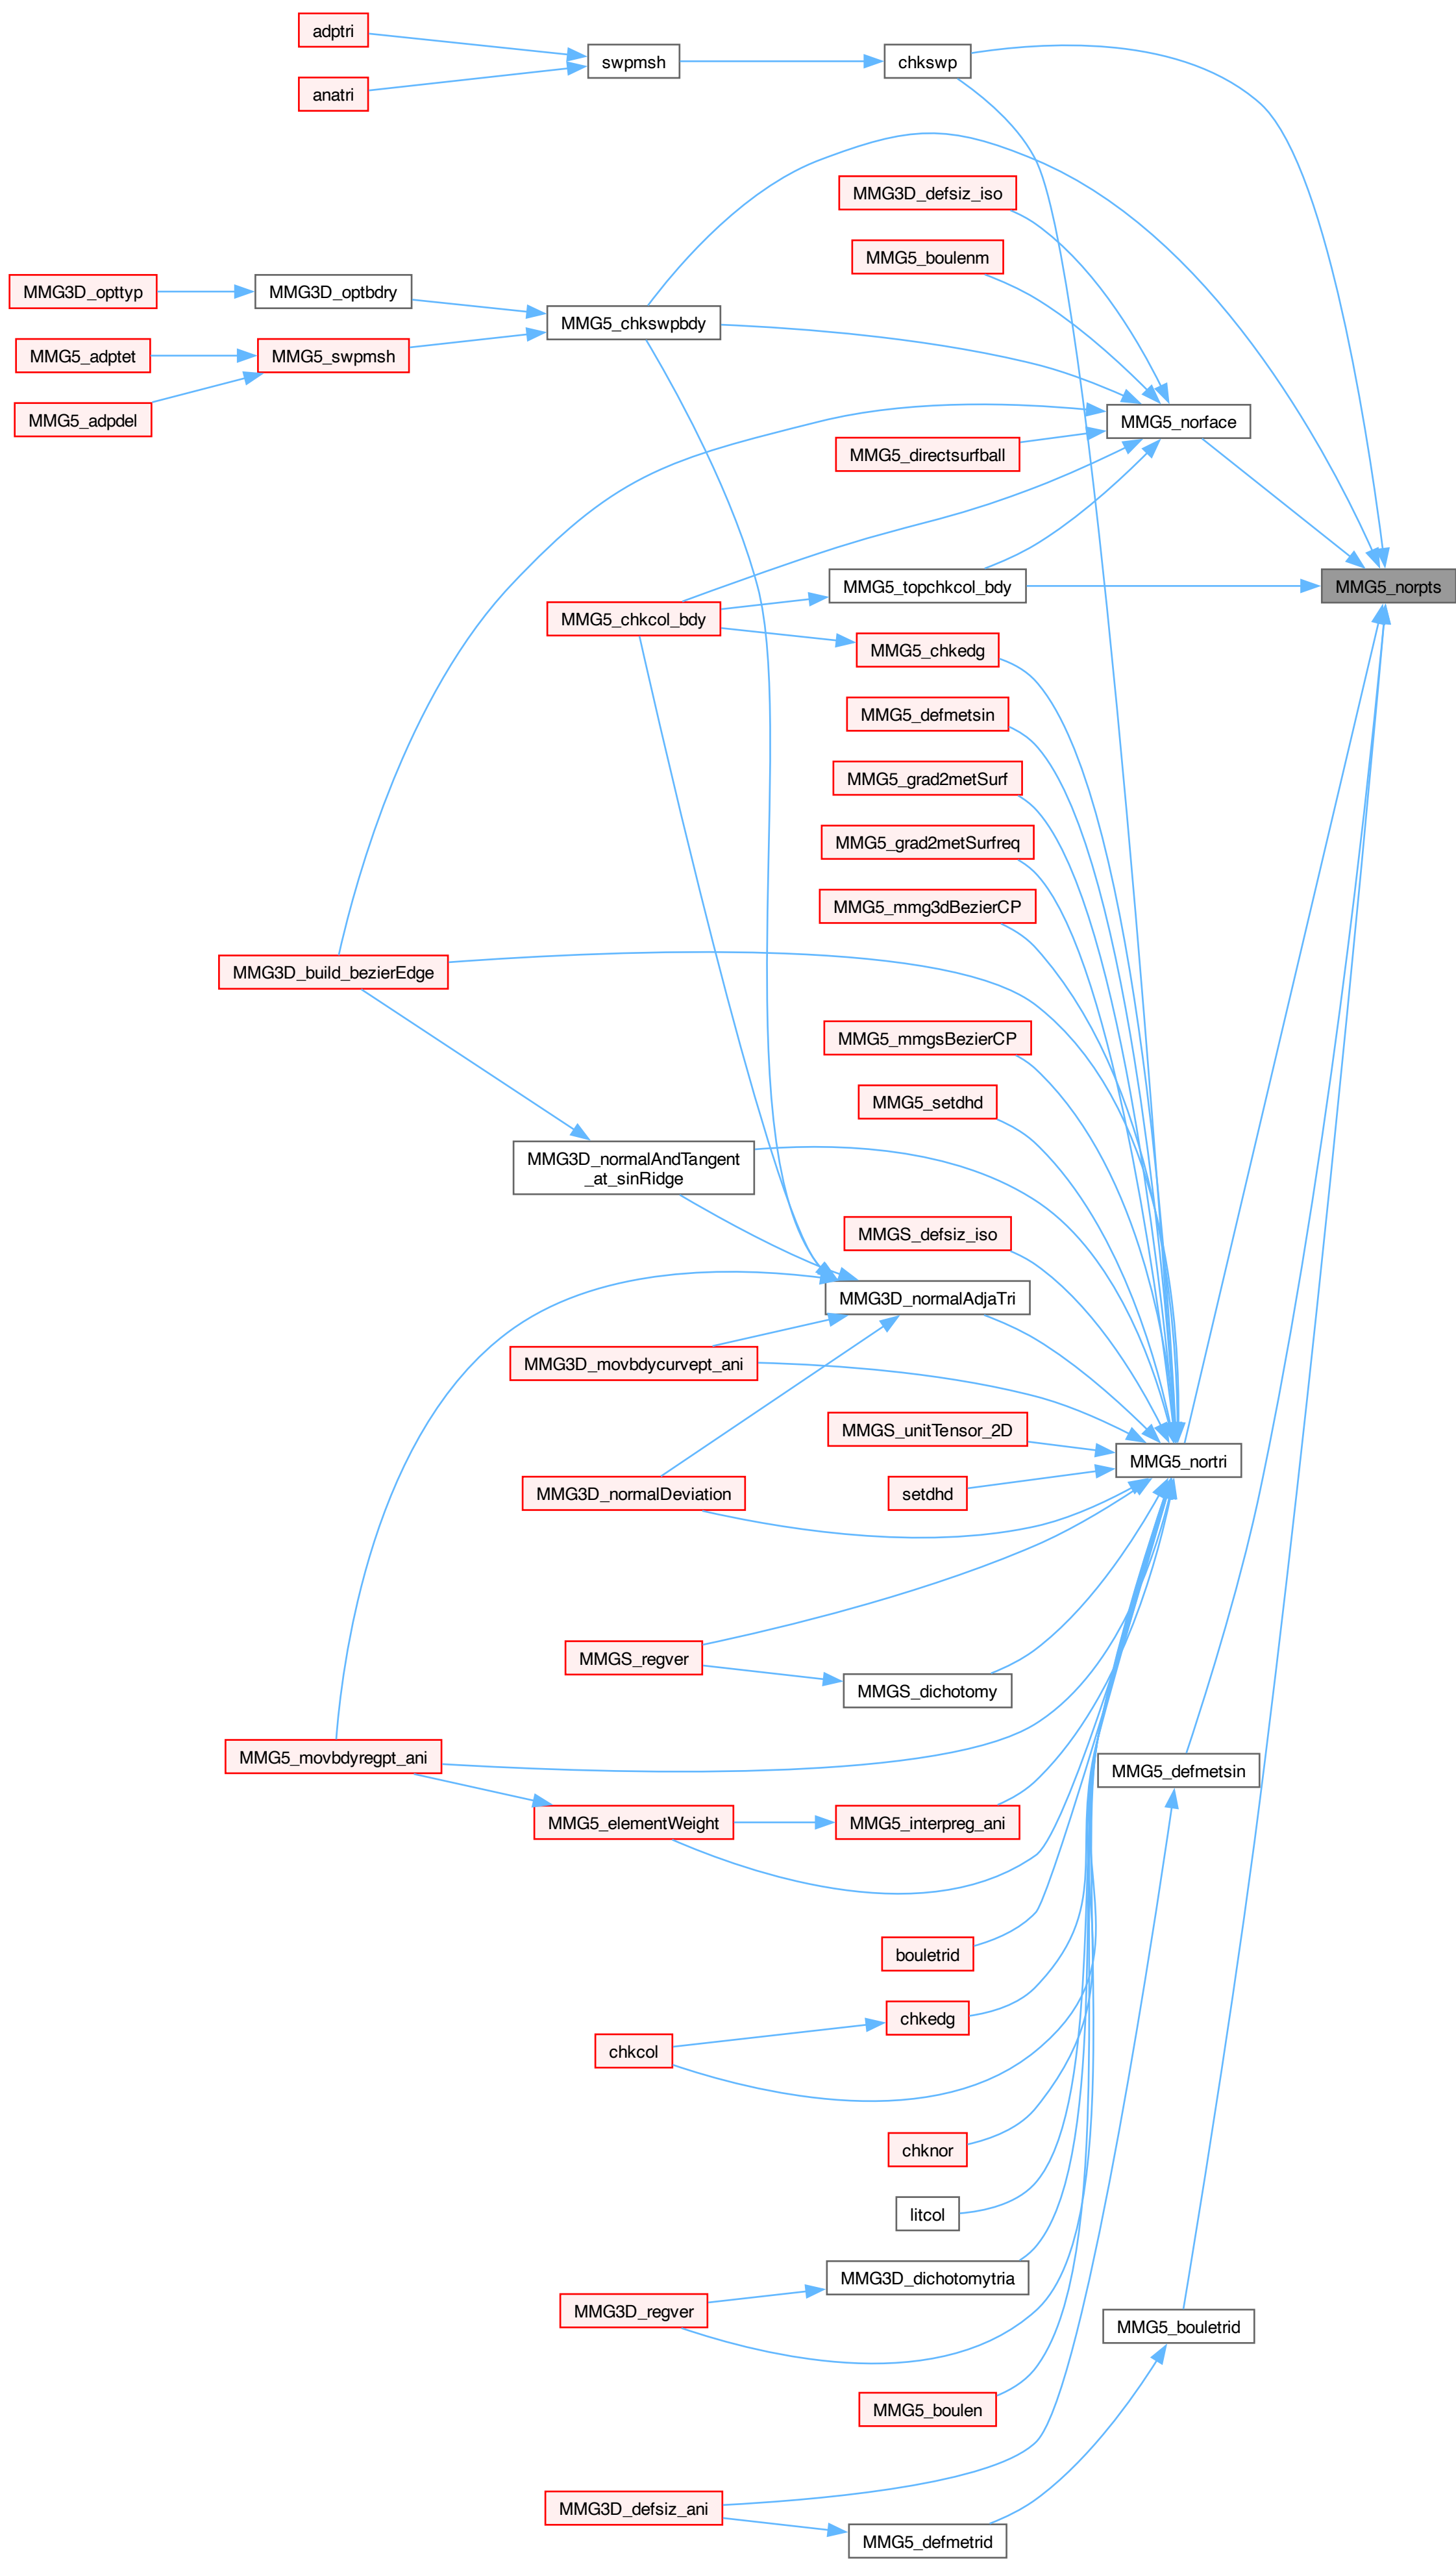 adptri
swpmsh
chkswp
anatri
MMG3D_defsiz_iso
MMG5_boulenm
MMG3D_opttyp
MMG3D_optbdry
MMG5_chkswpbdy
MMG5_adptet
MMG5_swpmsh
MMG5_adpdel
MMG5_norface
MMG5_directsurfball
MMG5_topchkcol_bdy
MMG5_norpts
MMG5_chkcol_bdy
MMG5_chkedg
MMG5_defmetsin
MMG5_grad2metSurf
MMG5_grad2metSurfreq
MMG5_mmg3dBezierCP
MMG3D_build_bezierEdge
MMG5_mmgsBezierCP
MMG5_setdhd
MMG3D_normalAndTangent
_at_sinRidge
MMGS_defsiz_iso
MMG3D_normalAdjaTri
MMG3D_movbdycurvept_ani
MMGS_unitTensor_2D
MMG5_nortri
setdhd
MMG3D_normalDeviation
MMGS_regver
MMGS_dichotomy
MMG5_movbdyregpt_ani
MMG5_defmetsin
MMG5_elementWeight
MMG5_interpreg_ani
bouletrid
chkedg
chkcol
chknor
litcol
MMG3D_dichotomytria
MMG3D_regver
MMG5_bouletrid
MMG5_boulen
MMG3D_defsiz_ani
MMG5_defmetrid